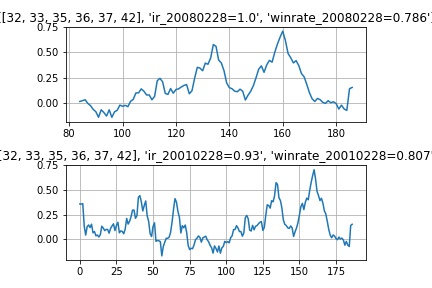 [32, 33, 35, 36, 37, 42], 'ir_20080228=1.0', 'winrate_20080228=0.786'
0.75
0.50
0.25
0.00
80 100 120 140 160 180
[32, 33, 35, 36, 37, 42], 'ir_20010228=0.93', 'winrate_20010228=0.807'
0.75
0.50
0.25
0.00
0 25 50 75 100 125 150 175